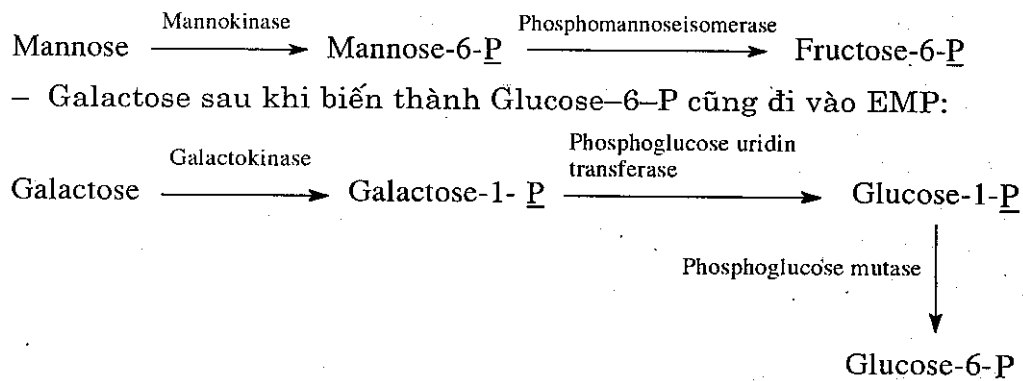 Mannokinase Phosphomannoseisomerase
Mannose Mannose-6-P Fructose-6-P
– Galactose sau khi biến thành Glucose–6–P cũng đi vào EMP:
Phosphoglucose uridin
Galactokinase transferase
Galactose Galactose-1- P Glucose-1-P
Phosphoglucose mutase
Glucose-6-P